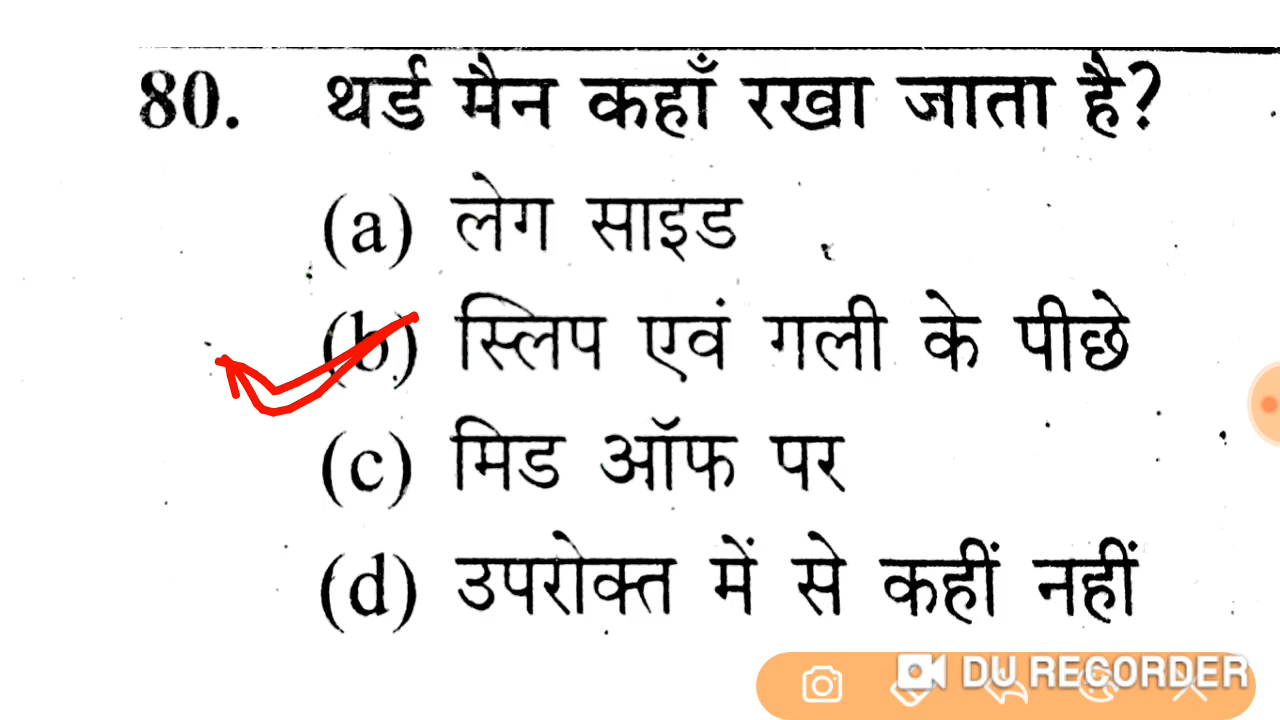 80. थर्ड मैन कहाँ रखा जाता है?
(a) लेग साइड
(b) स्लिप एवं गली के पीछे
(c) मिड ऑफ पर
(d) उपरोक्त में से कहीं नहीं
DU RECORDER